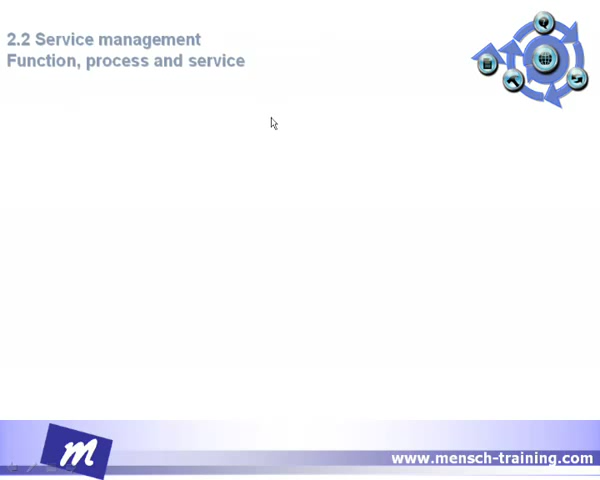 2.2 Service management
Function, process and service
m
www.mensch-training.com